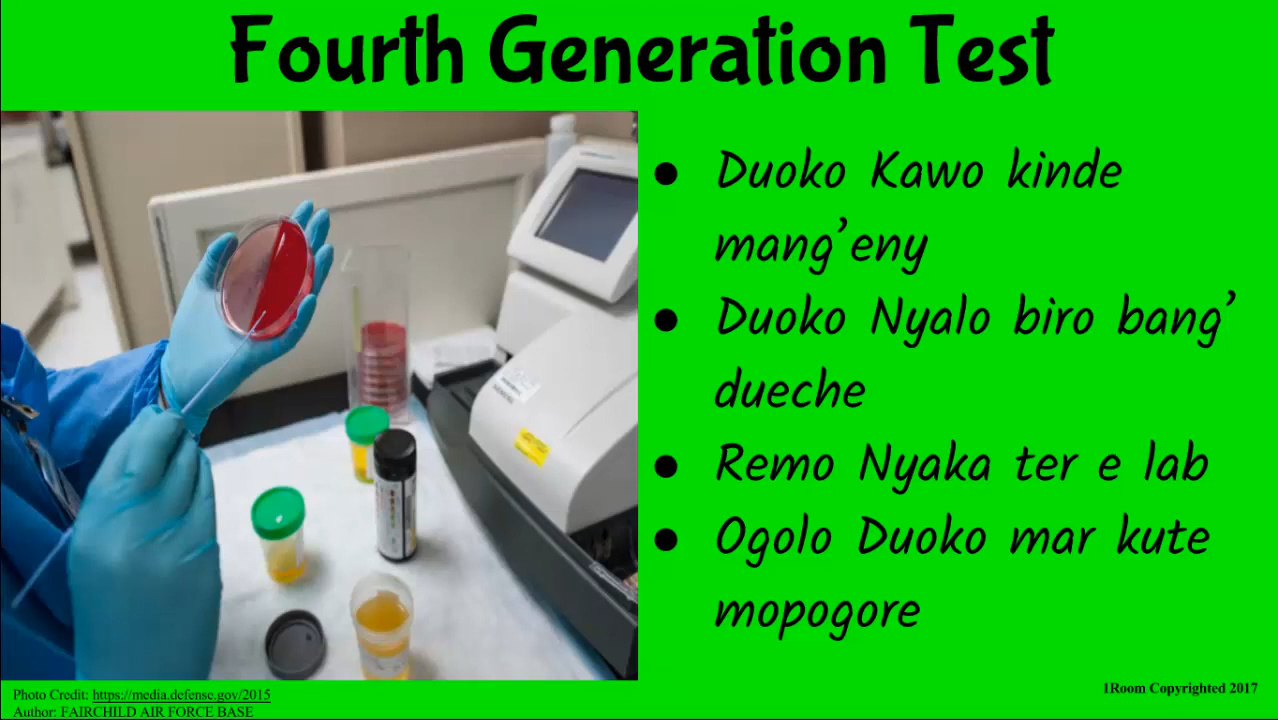 Fourth Generation Test
● Duoko Kawo kinde
mang’eny
● Duoko Nyalo biro bang’
dueche
● Remo Nyaka ter e lab
● Ogolo Duoko mar kute
mopogore
Photo Credit: https://media.defense.gov/2015
Author: FAIRCHILD AIR FORCE BASE
1Room Copyrighted 2017